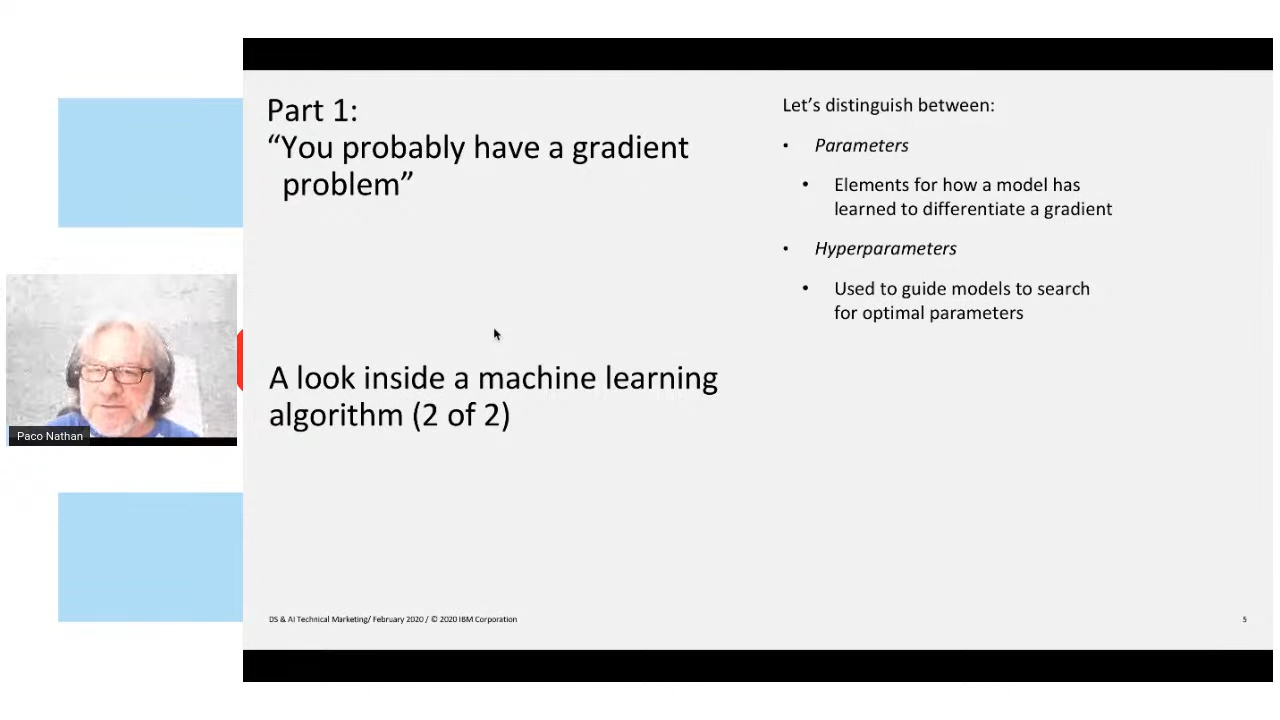 Part 1:
“You probably have a gradient
problem”
A look inside a machine learning
algorithm (2 of 2)
Let’s distinguish between:
• Parameters
• Elements for how a model has
learned to differentiate a gradient
• Hyperparameters
• Used to guide models to search
for optimal parameters
Paco Nathan
DS & AI Technical Marketing/ February 2020 / © 2020 IBM Corporation
5